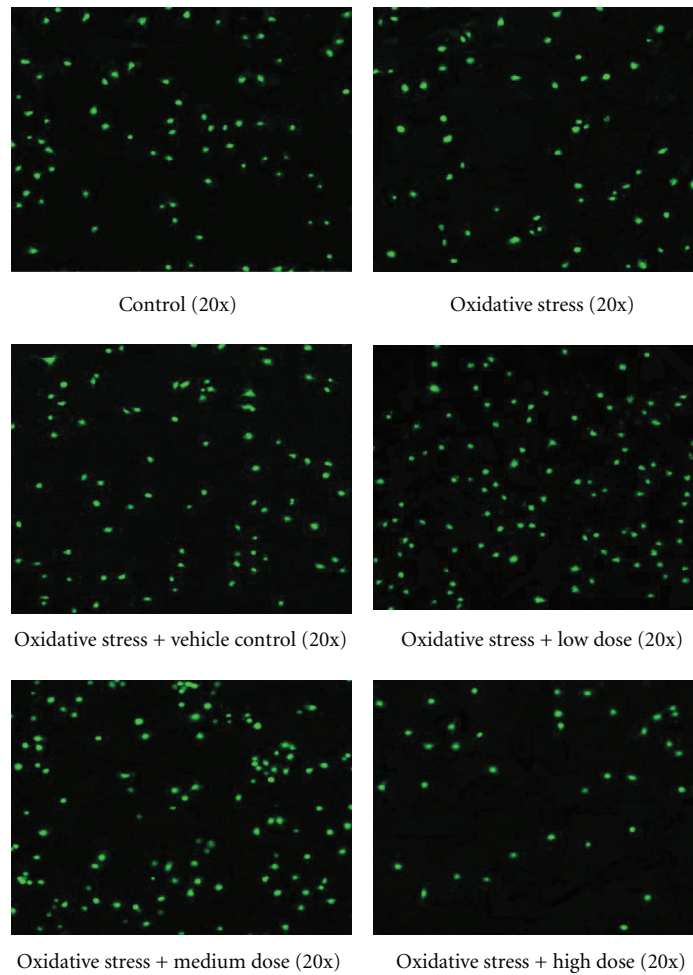 Control (20x)
Oxidative stress (20x)
Oxidative stress + vehicle control (20x)
Oxidative stress + low dose (20x)
Oxidative stress + medium dose (20x)
Oxidative stress + high dose (20x)